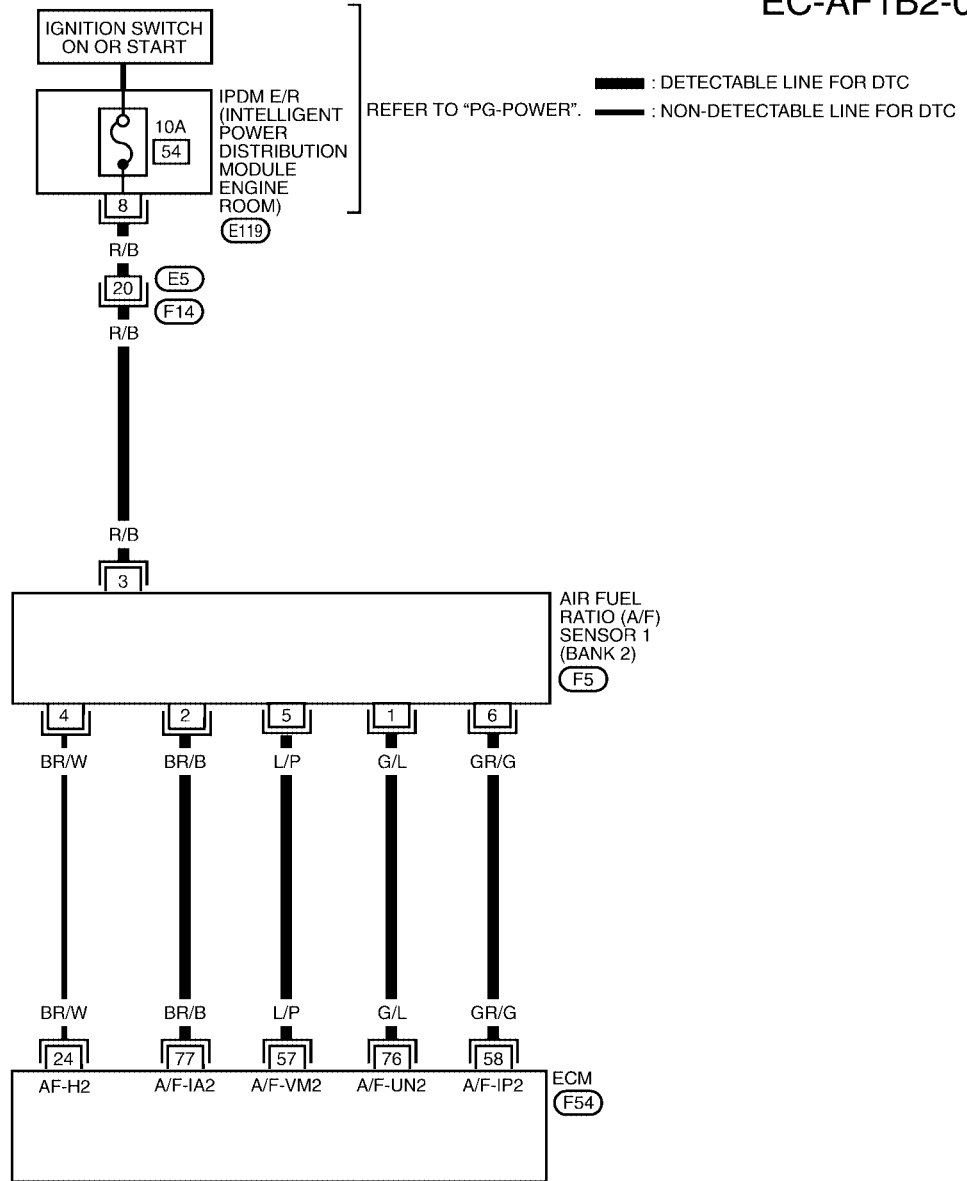 EC-AF1B2-0
IGNITION SWITCH
ON OR START
IPDM E/R
(INTELLIGENT
POWER
DISTRIBUTION
MODULE
ENGINE
ROOM)
10A
54
REFER TO “PG-POWER”.
: DETECTABLE LINE FOR DTC
: NON-DETECTABLE LINE FOR DTC
8
E119
R/B
20
E5
F14
R/B
R/B
3
AIR FUEL
RATIO (A/F)
SENSOR 1
(BANK 2)
F5
4 2 5 1 6
BR/W BR/B L/P G/L GR/G
BR/W BR/B L/P G/L GR/G
24 77 57 76 58
AF-H2 A/F-IA2 A/F-VM2 A/F-UN2 A/F-IP2
ECM
F54